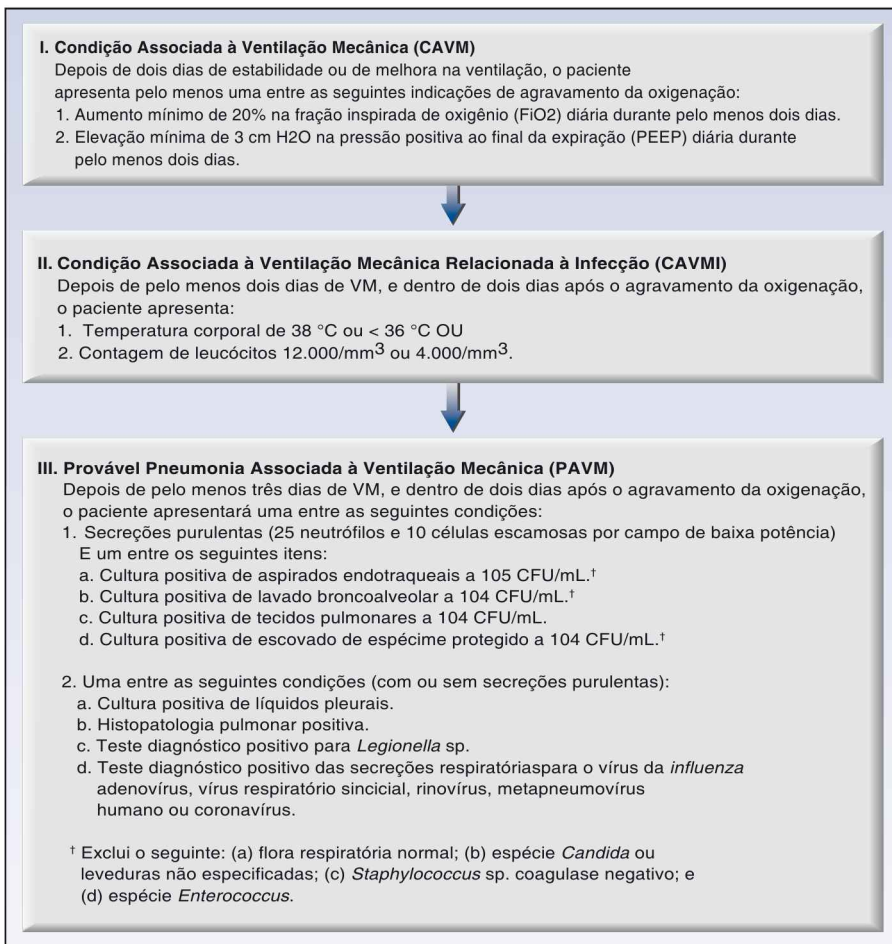 I. Condição Associada à Ventilação Mecânica (CAVM)
Depois de dois dias de estabilidade ou de melhora na ventilação, o paciente
apresenta pelo menos uma entre as seguintes indicações de agravamento da oxigenação:
1. Aumento mínimo de 20% na fração inspirada de oxigênio (FiO2) diária durante pelo menos dois dias.
2. Elevação mínima de 3 cm H2O na pressão positiva ao final da expiração (PEEP) diária durante
pelo menos dois dias.
II. Condição Associada à Ventilação Mecânica Relacionada à Infecção (CAVMI)
Depois de pelo menos dois dias de VM, e dentro de dois dias após o agravamento da oxigenação,
o paciente apresenta:
1. Temperatura corporal de 38 °C ou < 36 °C OU
2. Contagem de leucócitos 12.000/mm³ ou 4.000/mm³.
III. Provável Pneumonia Associada à Ventilação Mecânica (PAVM)
Depois de pelo menos três dias de VM, e dentro de dois dias após o agravamento da oxigenação,
o paciente apresentará uma entre as seguintes condições:
1. Secreções purulentas (25 neutrófilos e 10 células escamosas por campo de baixa potência)
E um entre os seguintes itens:
a. Cultura positiva de aspirados endotraqueais a 105 CFU/mL.†
b. Cultura positiva de lavado broncoalveolar a 104 CFU/mL.†
c. Cultura positiva de tecidos pulmonares a 104 CFU/mL.
d. Cultura positiva de escovado de espécime protegido a 104 CFU/mL.†
2. Uma entre as seguintes condições (com ou sem secreções purulentas):
a. Cultura positiva de líquidos pleurais.
b. Histopatologia pulmonar positiva.
c. Teste diagnóstico positivo para Legionella sp.
d. Teste diagnóstico positivo das secreções respiratóriaspara o vírus da influenza
adenovírus, vírus respiratório sincicial, rinovírus, metapneumovírus
humano ou coronavírus.
† Exclui o seguinte: (a) flora respiratória normal; (b) espécie Candida ou
leveduras não especificadas; (c) Staphylococcus sp. coagulase negativo; e
(d) espécie Enterococcus.